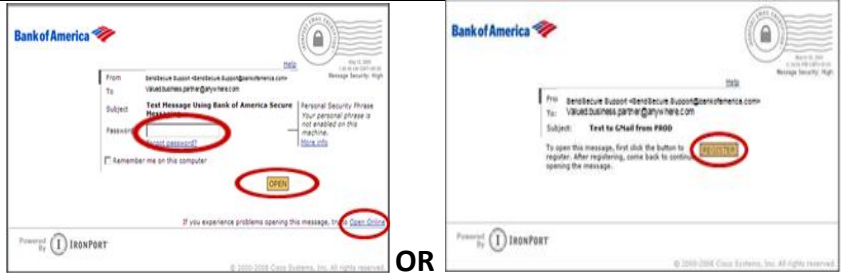 Bank of America
Help
Message Security: High
From SendSecure Support <SendSecure.Support@bankofamerica.com>
To Valued.business.partner@anywhere.com
Subject Test Message Using Bank of America Secure
Password
Forgot password?
Personal Security Phrase
Your personal phrase is
not enabled on this
machine.
More info
Remember me on this computer
OPEN
If you experience problems opening this message, try Open Online
Powered By IRONPORT
© 2000-2008 Cisco Systems, Inc. All rights reserved.
OR
Bank of America
Message Security: High
Help
SendSecure Support <SendSecure.Support@bankofamerica.com>
To: Valued.business.partner@anywhere.com
Subject: Test to GMail from PROD
To open this message, first click the button to
register. After registering, come back to continue
opening the message.
REGISTER
Powered By IRONPORT
© 2000-2008 Cisco Systems, Inc. All rights reserved.